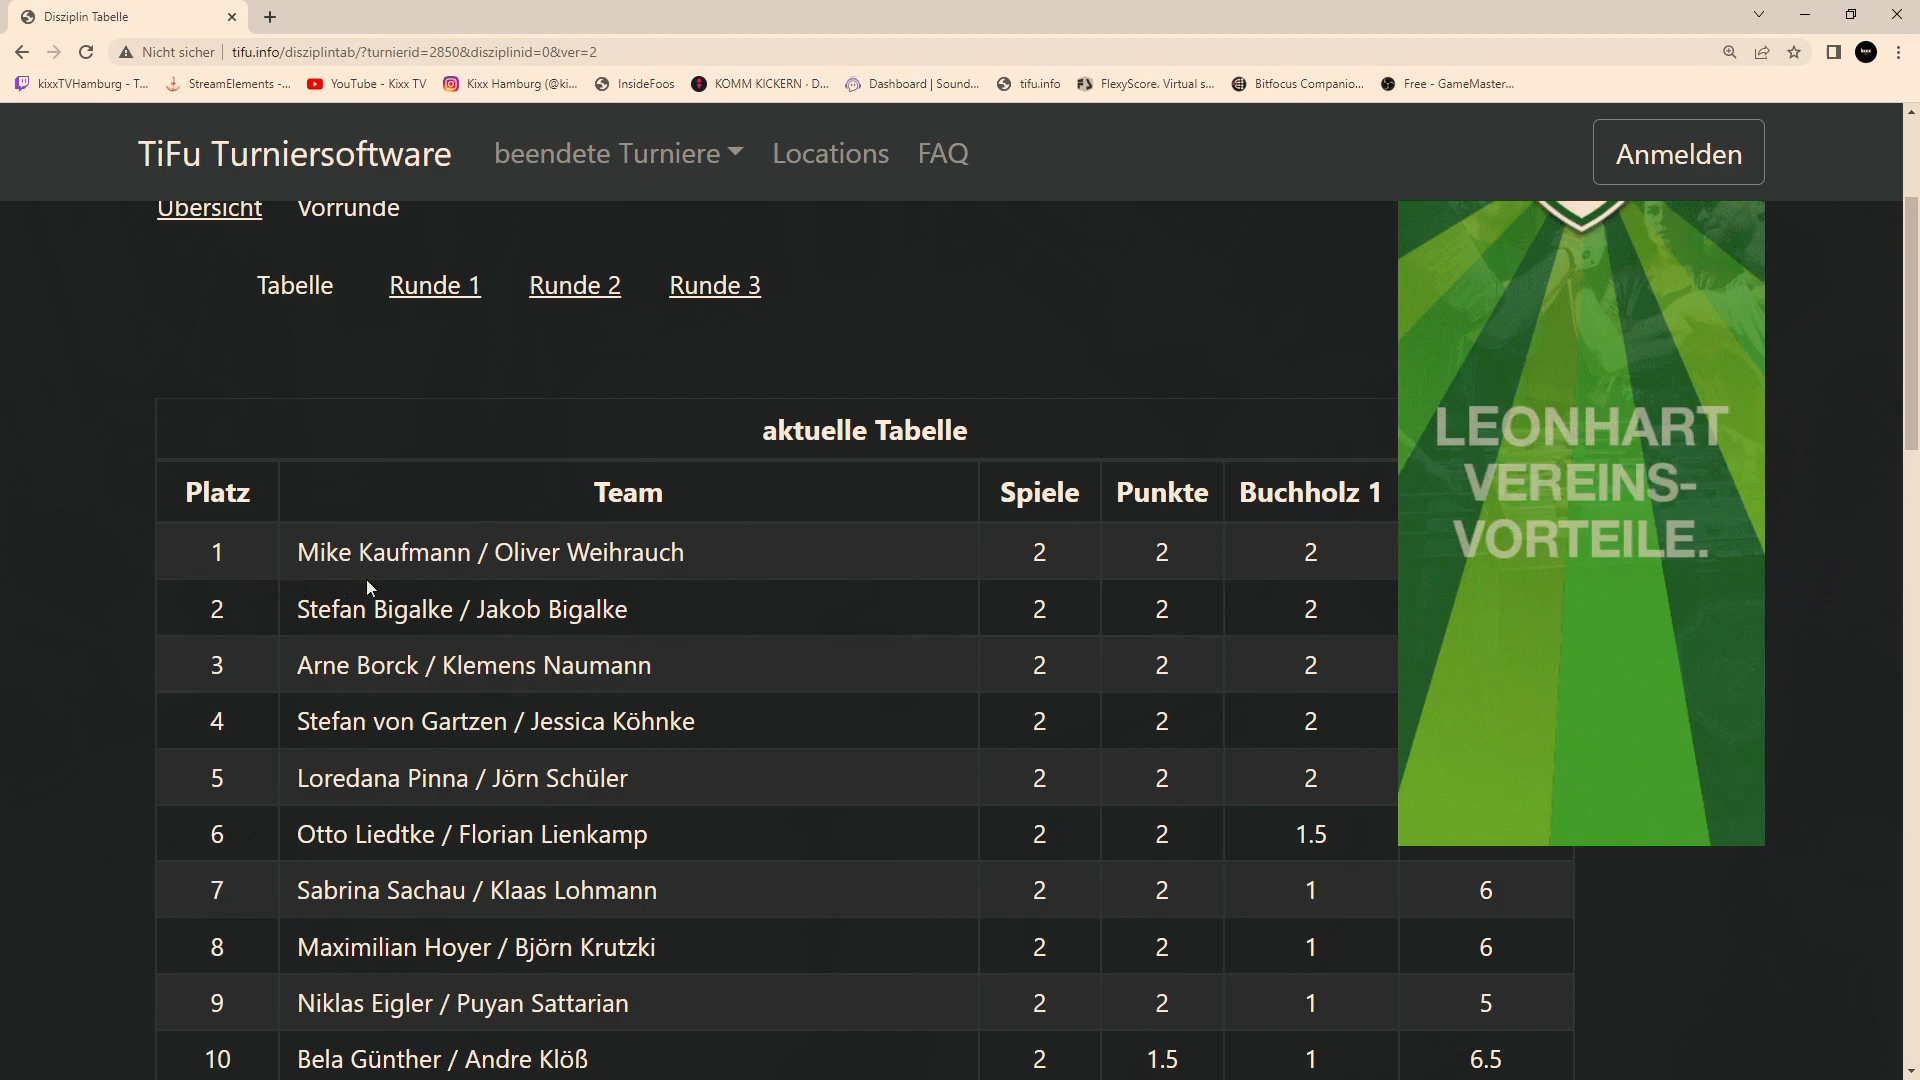 Disziplin Tabelle
Nicht sicher tifu.info/disziplintab/?turnierid=2850&disziplinid=0&ver=2
kixxTVHamburg - T... StreamElements -... YouTube - Kixx TV Kixx Hamburg (@ki... InsideFoos KOMM KICKERN · D... Dashboard | Sound... tifu.info FlexyScore. Virtual s... Bitfocus Companio... Free - GameMaster...
TiFu Turniersoftware beendete Turniere Locations FAQ Anmelden
Übersicht Vorrunde
Tabelle Runde 1 Runde 2 Runde 3
aktuelle Tabelle
Platz Team Spiele Punkte Buchholz 1
1 Mike Kaufmann / Oliver Weihrauch 2 2 2
2 Stefan Bigalke / Jakob Bigalke 2 2 2
3 Arne Borck / Klemens Naumann 2 2 2
4 Stefan von Gartzen / Jessica Köhnke 2 2 2
5 Loredana Pinna / Jörn Schüler 2 2 2
6 Otto Liedtke / Florian Lienkamp 2 2 1.5
7 Sabrina Sachau / Klaas Lohmann 2 2 1 6
8 Maximilian Hoyer / Björn Krutzki 2 2 1 6
9 Niklas Eigler / Puyan Sattarian 2 2 1 5
10 Bela Günther / Andre Klöß 2 1.5 1 6.5
LEONHART
VEREINS-
VORTEILE.